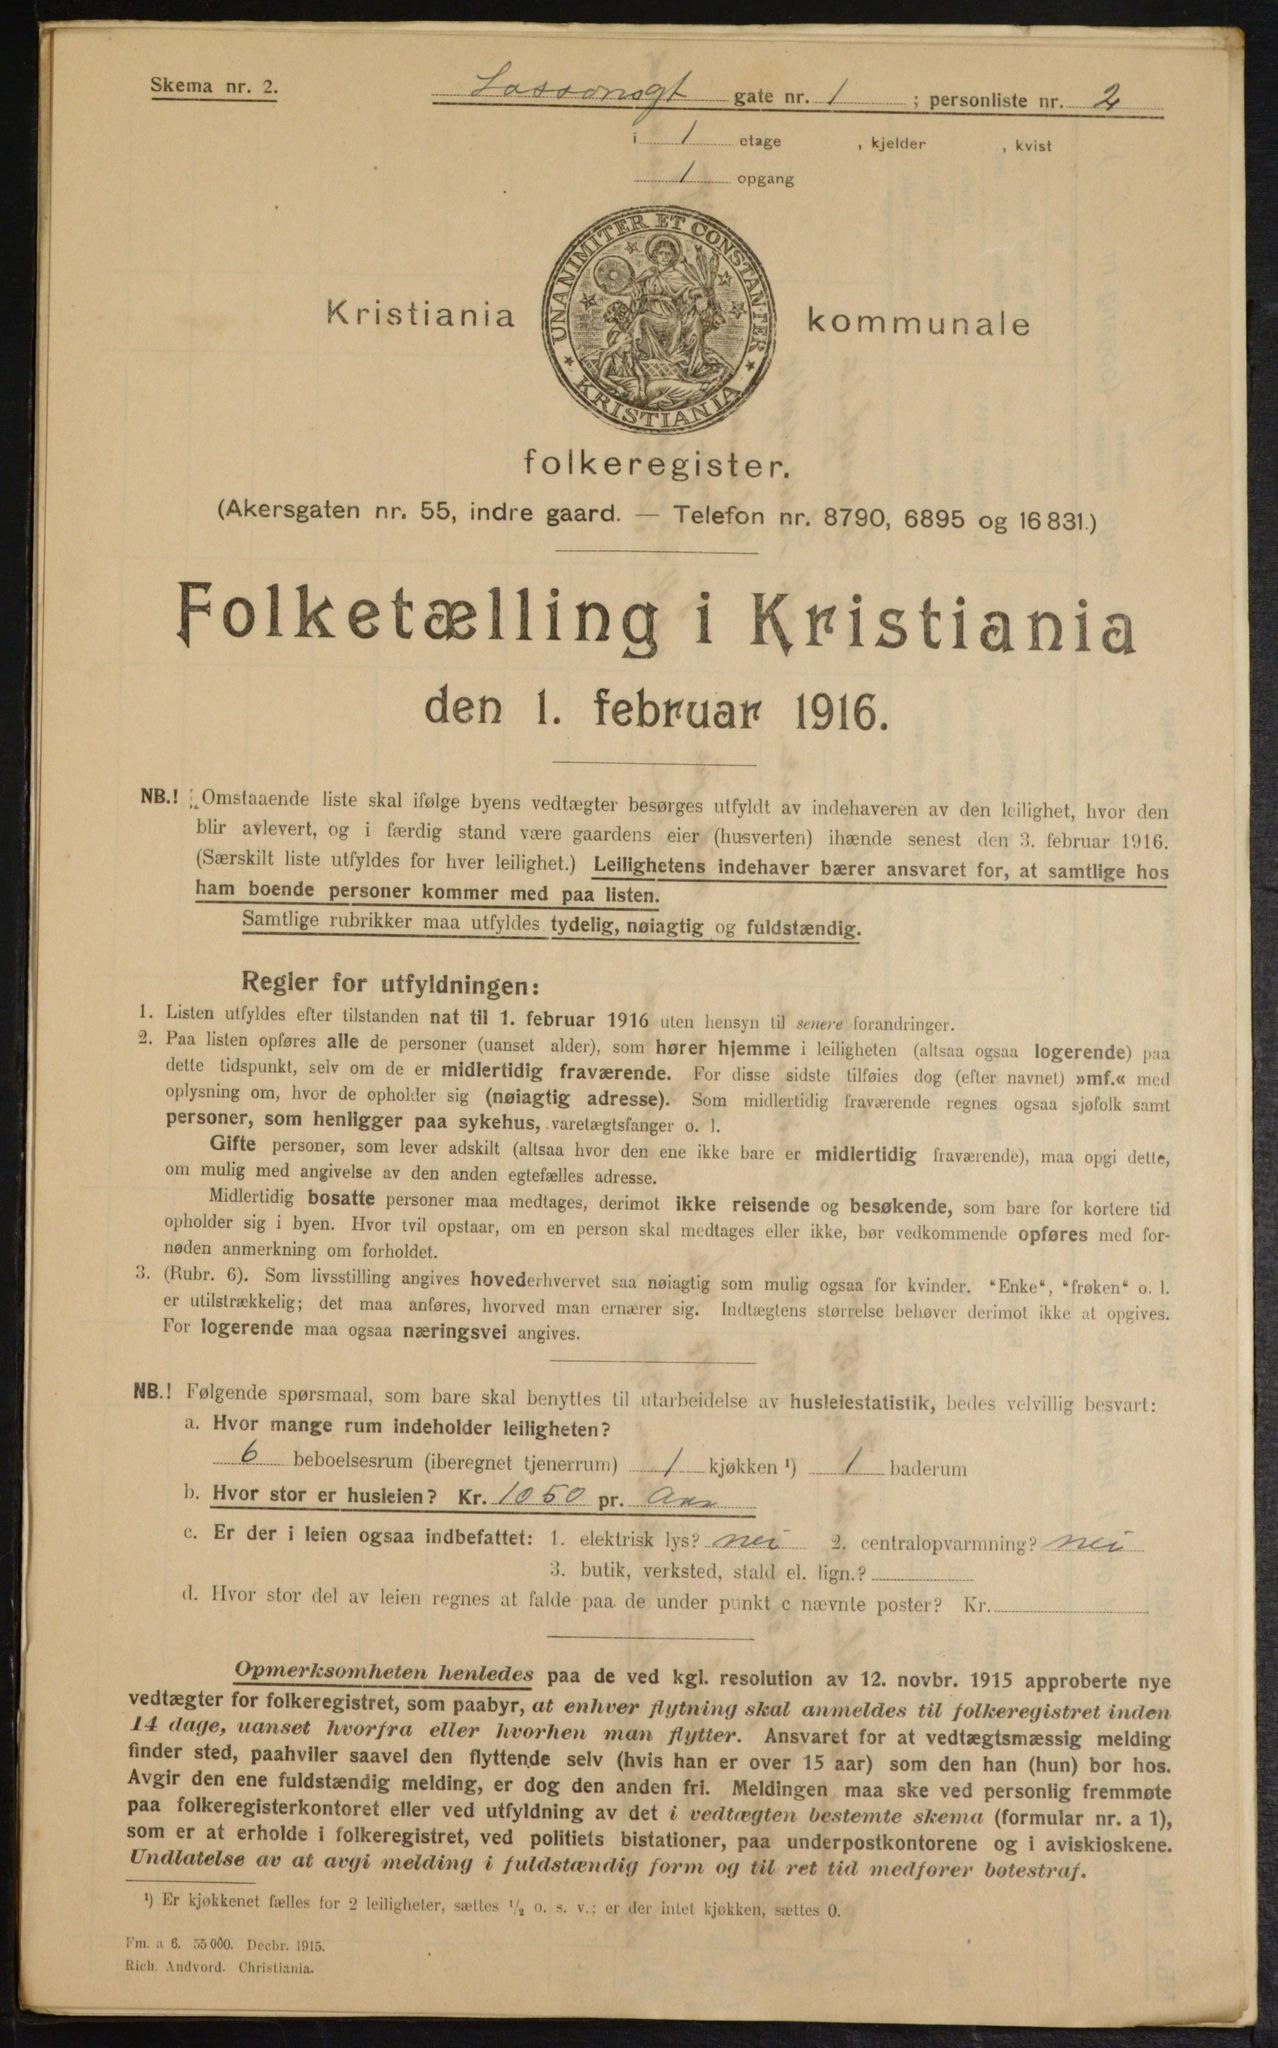 Skema nr. 2.
Lassonsgt gate nr. 1 ; personliste nr. 2
i 1 etage , kjelder , kvist
1 opgang
UNANIMITER ET CONSTANTER ★ KRISTIANIA ★
Kristiania kommunale
folkeregister.
(Akersgaten nr. 55, indre gaard. — Telefon nr. 8790, 6895 og 16831.)
Folketælling i Kristiania
den 1. februar 1916.
NB.! Omstaaende liste skal ifølge byens vedtægter besørges utfyldt av indehaveren av den leilighet, hvor den
blir avlevert, og i færdig stand være gaardens eier (husverten) ihænde senest den 3. februar 1916.
(Særskilt liste utfyldes for hver leilighet.) Leilighetens indehaver bærer ansvaret for, at samtlige hos
ham boende personer kommer med paa listen.
Samtlige rubrikker maa utfyldes tydelig, nøiagtig og fuldstændig.
Regler for utfyldningen:
1. Listen utfyldes efter tilstanden nat til 1. februar 1916 uten hensyn til senere forandringer.
2. Paa listen opføres alle de personer (uanset alder), som hører hjemme i leiligheten (altsaa ogsaa logerende) paa
dette tidspunkt, selv om de er midlertidig fraværende. For disse sidste tilføies dog (efter navnet) »mf.« med
oplysning om, hvor de opholder sig (nøiagtig adresse). Som midlertidig fraværende regnes ogsaa sjøfolk samt
personer, som henligger paa sykehus, varetægtsfanger o. l.
Gifte personer, som lever adskilt (altsaa hvor den ene ikke bare er midlertidig fraværende), maa opgi dette,
om mulig med angivelse av den anden egtefælles adresse.
Midlertidig bosatte personer maa medtages, derimot ikke reisende og besøkende, som bare for kortere tid
opholder sig i byen. Hvor tvil opstaar, om en person skal medtages eller ikke, bør vedkommende opføres med for-
nøden anmerkning om forholdet.
3. (Rubr. 6). Som livsstilling angives hovederhvervet saa nøiagtig som mulig ogsaa for kvinder. "Enke", "frøken" o. l.
er utilstrækkelig; det maa anføres, hvorved man ernærer sig. Indtægtens størrelse behøver derimot ikke at opgives.
For logerende maa ogsaa næringsvei angives.
NB.! Følgende spørsmaal, som bare skal benyttes til utarbeidelse av husleiestatistik, bedes velvillig besvart:
a. Hvor mange rum indeholder leiligheten?
6 beboelsesrum (iberegnet tjenerrum) 1 kjøkken ¹) 1 baderum
b. Hvor stor er husleien? Kr. 1050 pr. Aar
c. Er der i leien ogsaa indbefattet: 1. elektrisk lys? nei 2. centralopvarmning? nei
3. butik, verksted, stald el. lign.?
d. Hvor stor del av leien regnes at falde paa de under punkt c nævnte poster? Kr.
Opmerksomheten henledes paa de ved kgl. resolution av 12. novbr. 1915 approberte nye
vedtægter for folkeregistret, som paabyr, at enhver flytning skal anmeldes til folkeregistret inden
14 dage, uanset hvorfra eller hvorhen man flytter. Ansvaret for at vedtægtsmæssig melding
finder sted, paahviler saavel den flyttende selv (hvis han er over 15 aar) som den han (hun) bor hos.
Avgir den ene fuldstændig melding, er dog den anden fri. Meldingen maa ske ved personlig fremmøte
paa folkeregisterkontoret eller ved utfyldning av det i vedtægten bestemte skema (formular nr. a 1),
som er at erholde i folkeregistret, ved politiets bistationer, paa underpostkontorene og i aviskioskene.
Undlatelse av at avgi melding i fuldstændig form og til ret tid medfører bøtestraf.
¹) Er kjøkkenet fælles for 2 leiligheter, sættes ½ o. s. v.; er der intet kjøkken, sættes 0.
Fm. a 6. 55000. Decbr. 1915.
Rich. Andvord. Christiania.